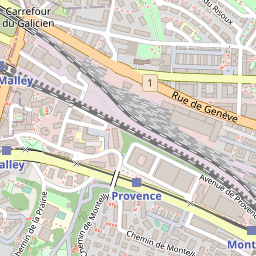 Carrefour
du Galicien
Malley
1
Rue de Genève
du Risoux
Malley
Provence
Avenue de Provence
Mont
Chemin de la Prairie
Chemin de Montelly
Chemin de Montelly